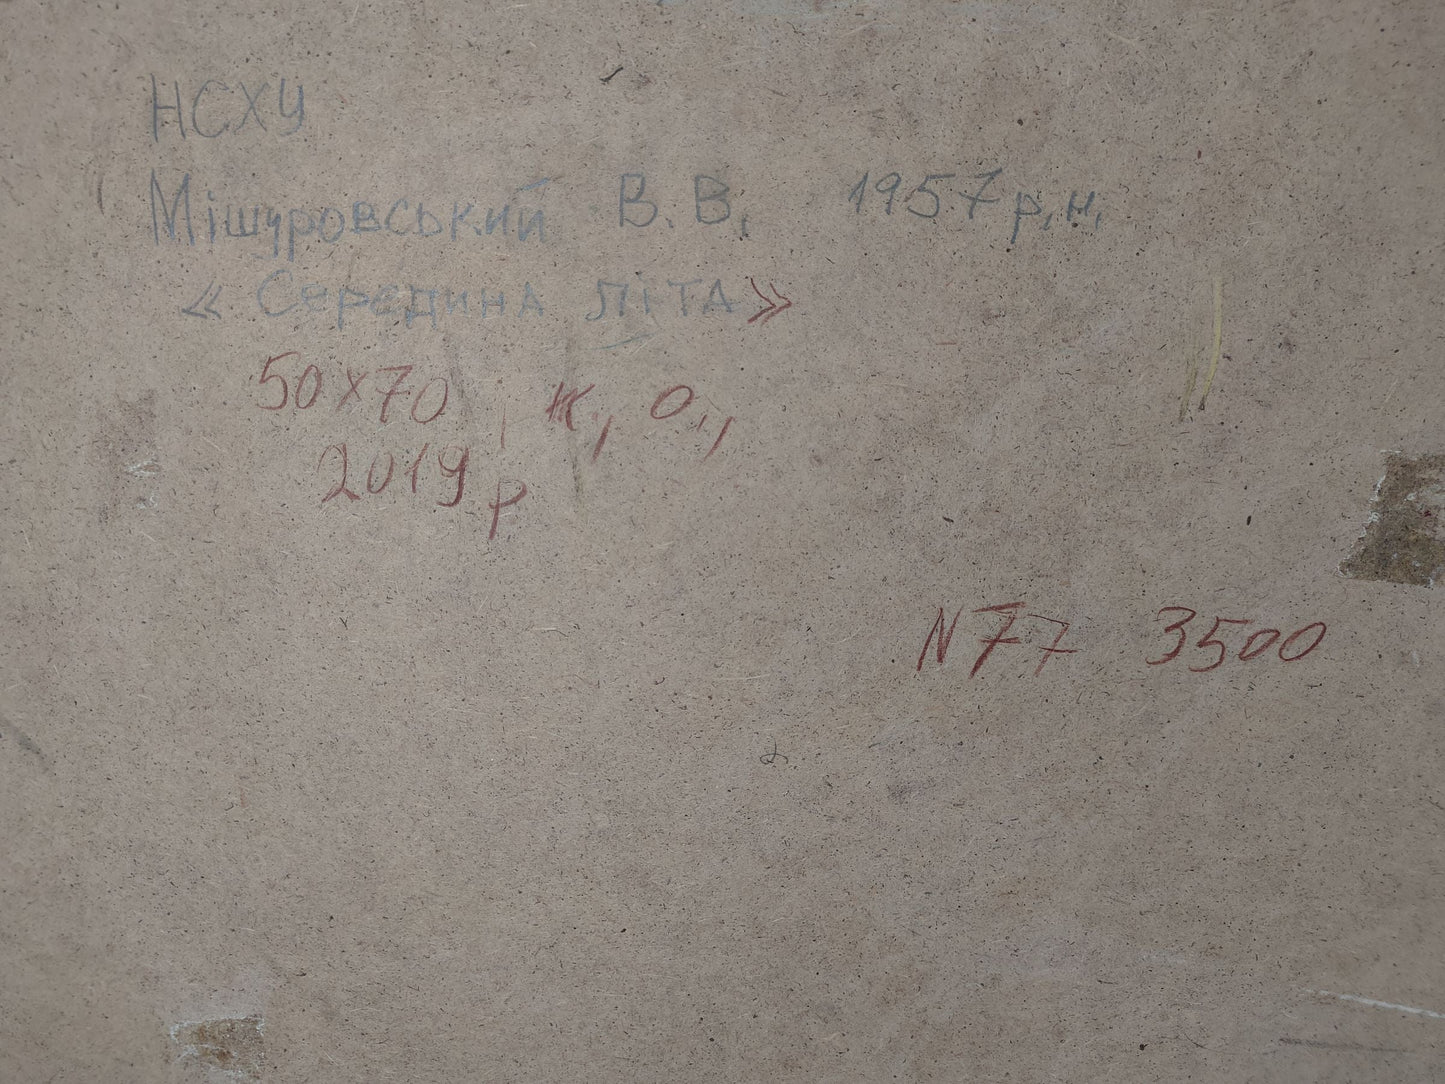 НСХУ
Мішуровський В.В. 1957 р.н.
« Середина літа »
50х70, к, о.,
2019 р
N77 3500